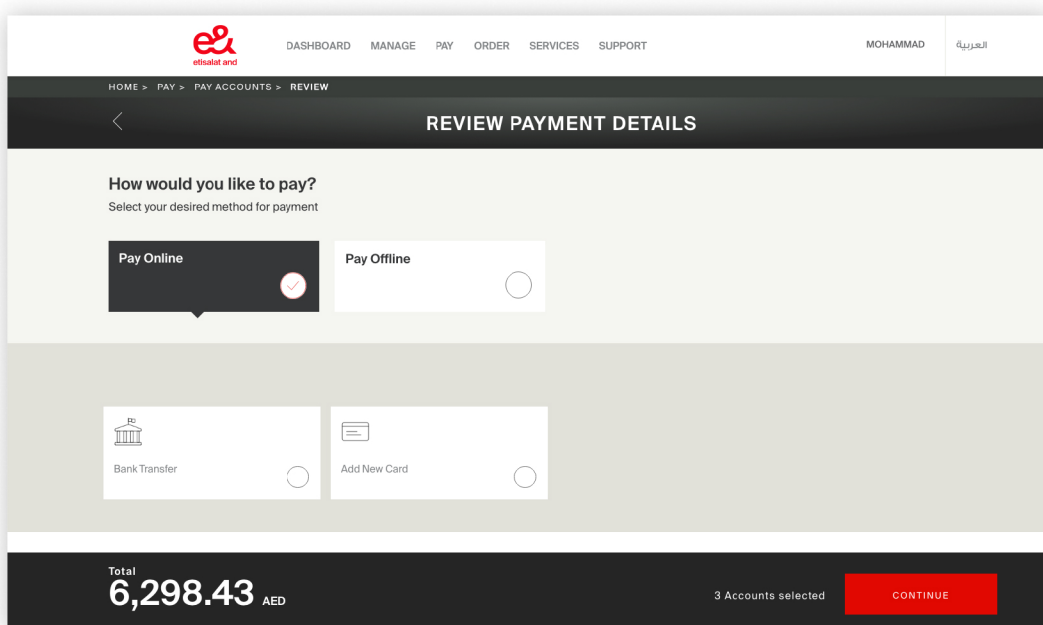 e&
etisalat and
DASHBOARD MANAGE PAY ORDER SERVICES SUPPORT
MOHAMMAD
العربية
HOME > PAY > PAY ACCOUNTS > REVIEW
REVIEW PAYMENT DETAILS
How would you like to pay?
Select your desired method for payment
Pay Online
Pay Offline
Bank Transfer
Add New Card
Total
6,298.43 AED
3 Accounts selected
CONTINUE